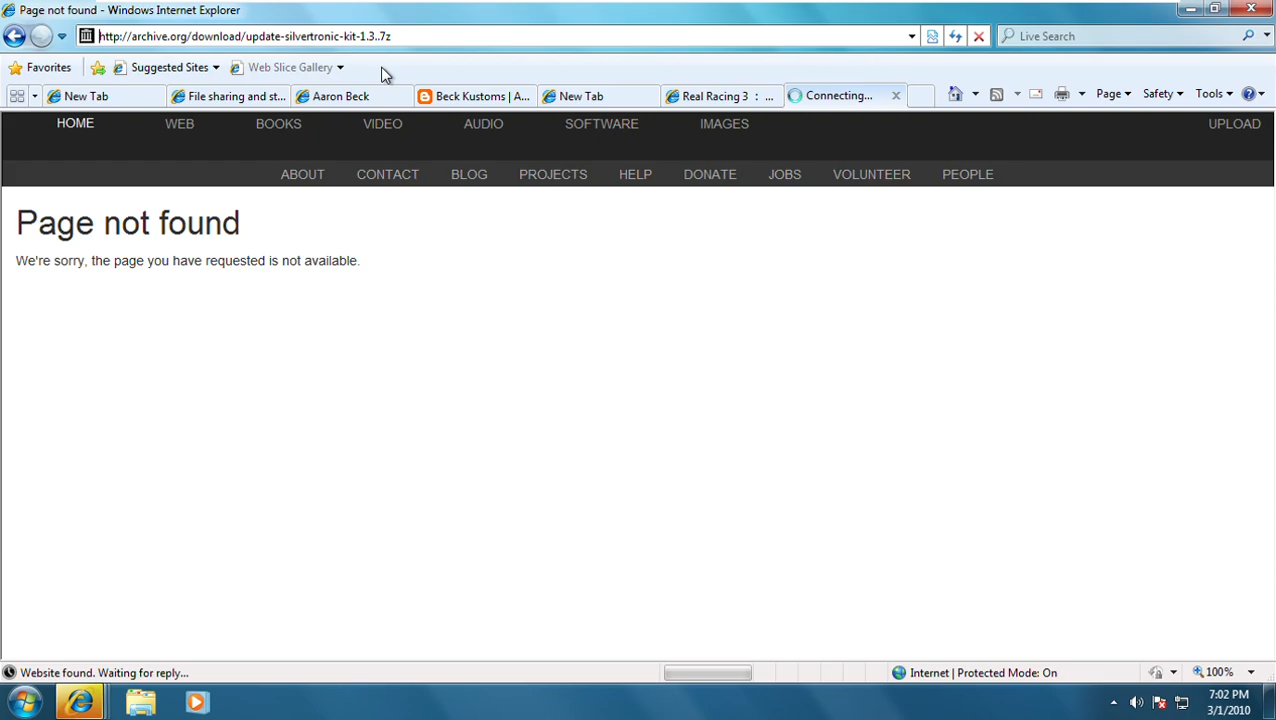 Page not found - Windows Internet Explorer
http://archive.org/download/update-silvertronic-kit-1.3..7z
Live Search
Favorites Suggested Sites Web Slice Gallery
New Tab File sharing and st... Aaron Beck Beck Kustoms | A... New Tab Real Racing 3 : ... Connecting... Page Safety Tools
HOME WEB BOOKS VIDEO AUDIO SOFTWARE IMAGES UPLOAD
ABOUT CONTACT BLOG PROJECTS HELP DONATE JOBS VOLUNTEER PEOPLE
Page not found
We're sorry, the page you have requested is not available.
Website found. Waiting for reply... Internet | Protected Mode: On 100%
7:02 PM
3/1/2010